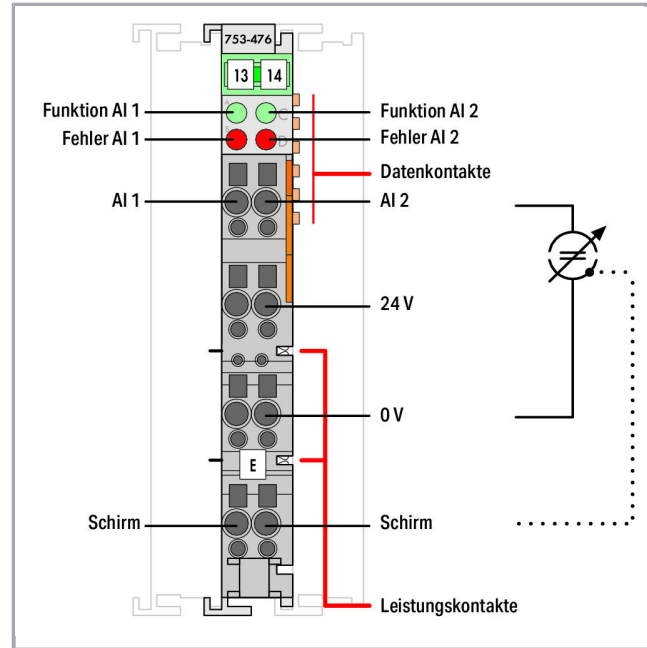 753-476
13 14
Funktion AI 1
A C
Funktion AI 2
Fehler AI 1
D
Fehler AI 2
Datenkontakte
AI 1
AI 2
24 V
0 V
E
Schirm
Schirm
Leistungskontakte